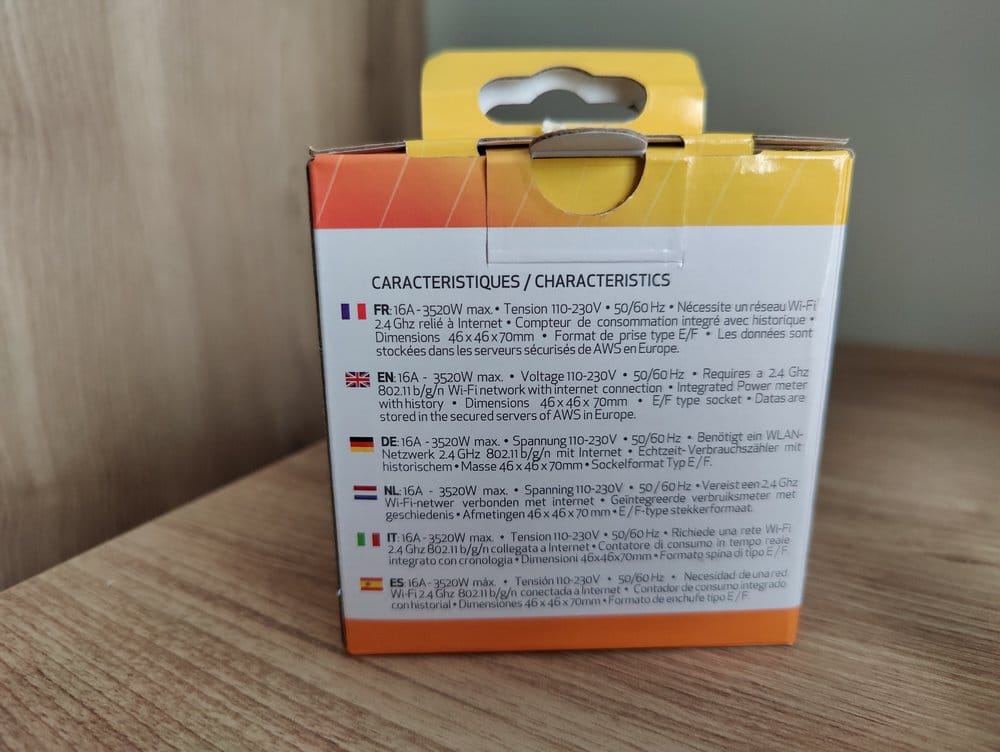 CARACTERISTIQUES / CHARACTERISTICS
FR: 16A - 3520W max. • Tension 110-230V • 50/60 Hz • Nécessite un réseau Wi-Fi
2.4 Ghz relié à Internet • Compteur de consommation integré avec historique •
Dimensions 46 x 46 x 70mm • Format de prise type E/F • Les données sont
stockées dans les serveurs sécurisés de AWS en Europe.
EN: 16A - 3520W max. • Voltage 110-230V • 50/60 Hz • Requires a 2.4 Ghz
802.11 b/g/n Wi-Fi network with internet connection • Integrated Power meter
with history • Dimensions 46 x 46 x 70mm • E/F type socket • Datas are
stored in the secured servers of AWS in Europe.
DE: 16A - 3520W max. • Spannung 110-230V • 50/60 Hz • Benötigt ein WLAN-
Netzwerk 2.4 GHz 802.11 b/g/n mit Internet • Echtzeit-Verbrauchszähler mit
historischem • Masse 46 x 46 x 70mm • Sockelformat Typ E / F.
NL: 16A - 3520W max. • Spanning 110-230V • 50 / 60 Hz • Vereist een 2,4 Ghz
Wi-Fi-netwer verbonden met internet • Geïntegreerde verbruiksmeter met
geschiedenis • Afmetingen 46 x 46 x 70 mm • E / F-type stekkerformaat.
IT: 16A - 3520W max. • Tension 110-230V • 50/60 Hz • Richiede una rete Wi-Fi
2.4 Ghz 802.11 b/g/n collegata a Internet • Contatore di consumo in tempo reale
integrato con cronologia • Dimensioni 46x46x70mm • Formato spina di tipo E / F.
ES: 16A - 3520W máx. • Tensión 110-230V • 50/60 Hz • Necesidad de una red
Wi-Fi 2.4 Ghz 802.11 b/g/n conectada a Internet • Contador de consumo integrado
con historial • Dimensiones 46 x 46 x 70mm • Formato de enchufe tipo E / F.